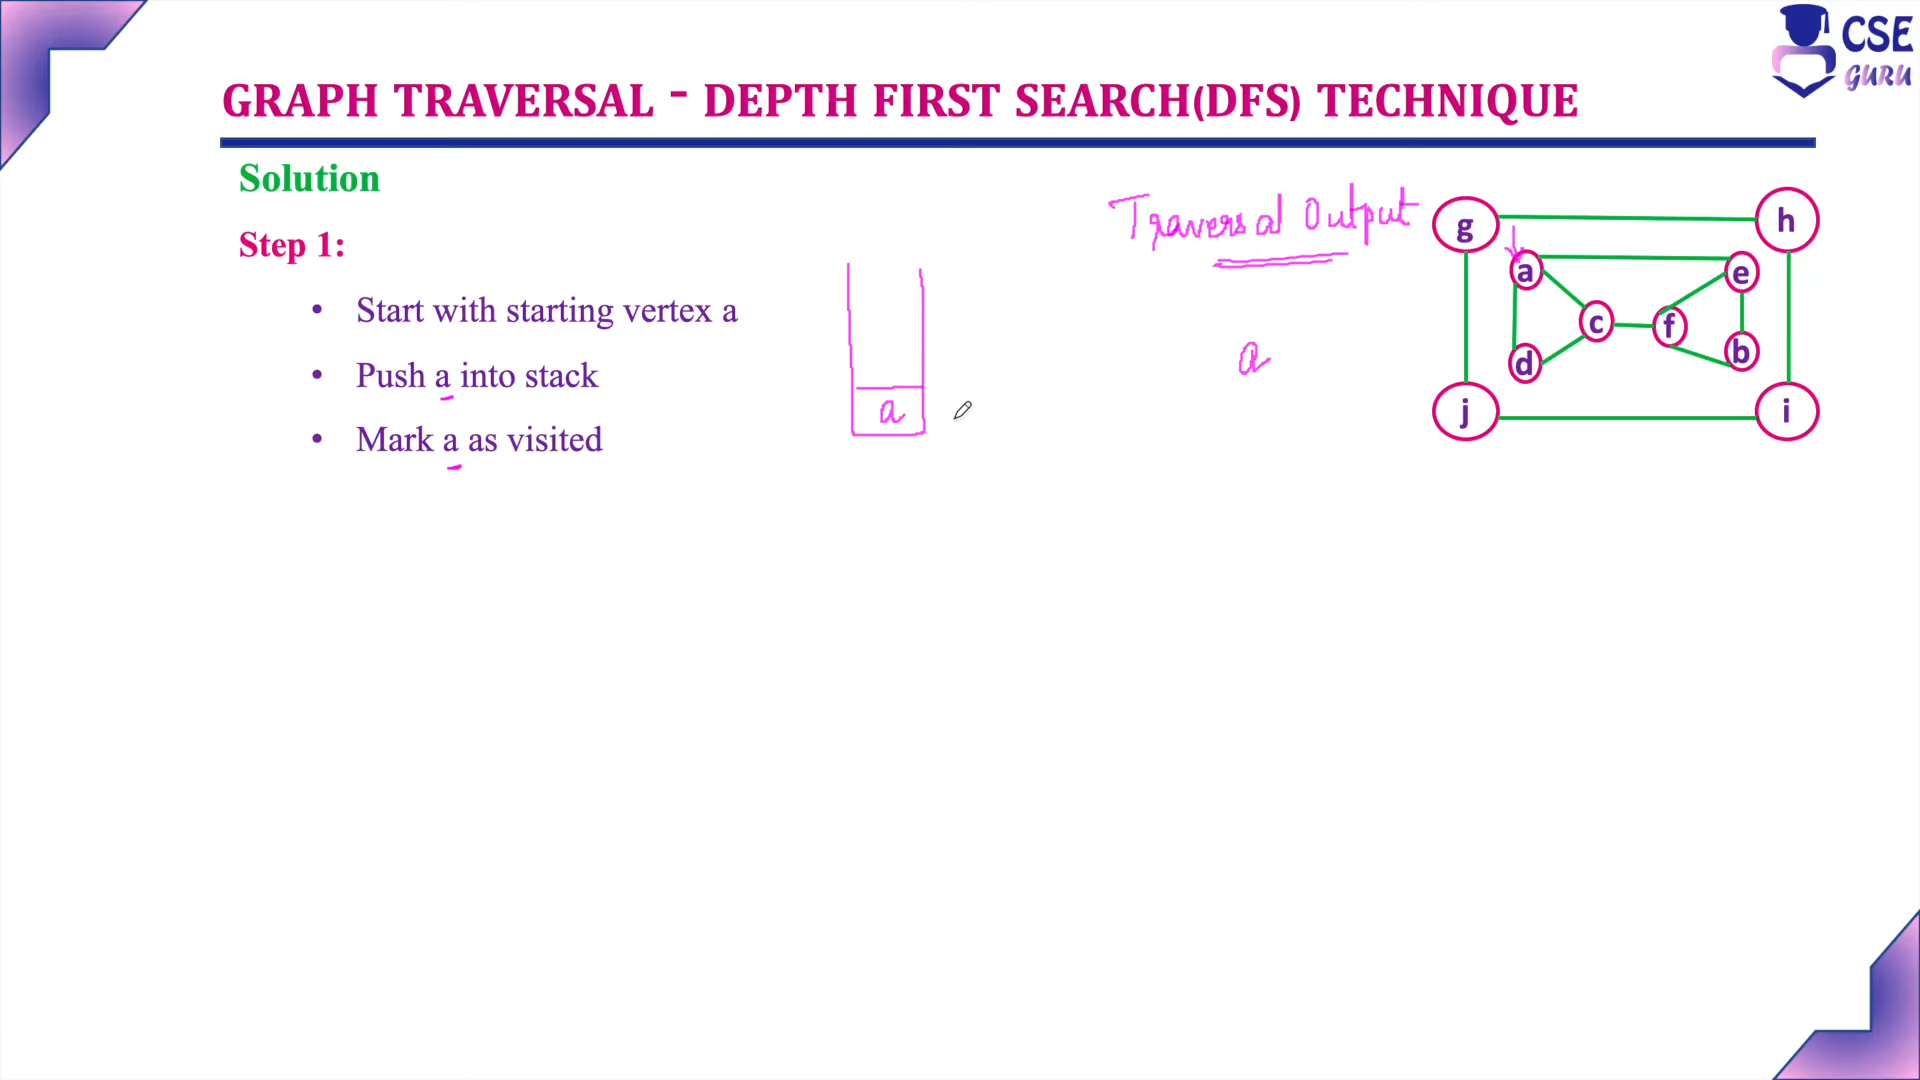 CSE
GURU
GRAPH TRAVERSAL - DEPTH FIRST SEARCH(DFS) TECHNIQUE
Solution
Step 1:
• Start with starting vertex a
• Push a into stack
• Mark a as visited
a
Traversal Output
a
g
h
a
e
c
f
d
b
j
i